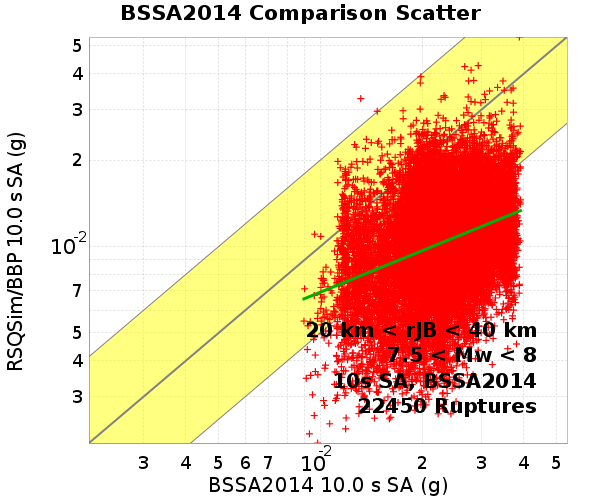 BSSA2014 Comparison Scatter
RSQSim/BBP 10.0 s SA (g)
5
4
3
2
10-2
7
5
4
3
20 km < rJB < 40 km
7.5 < Mw < 8
10s SA, BSSA2014
22450 Ruptures
3 4 5 6 7 10-2 2 3 4 5
BSSA2014 10.0 s SA (g)